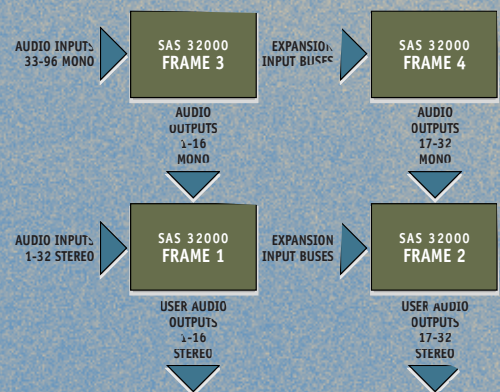 AUDIO INPUTS
33-96 MONO
SAS 32000
FRAME 3
EXPANSION
INPUT BUSES
SAS 32000
FRAME 4
AUDIO
OUTPUTS
1-16
MONO
AUDIO
OUTPUTS
17-32
MONO
AUDIO INPUTS
1-32 STEREO
SAS 32000
FRAME 1
EXPANSION
INPUT BUSES
SAS 32000
FRAME 2
USER AUDIO
OUTPUTS
1-16
STEREO
USER AUDIO
OUTPUTS
17-32
STEREO